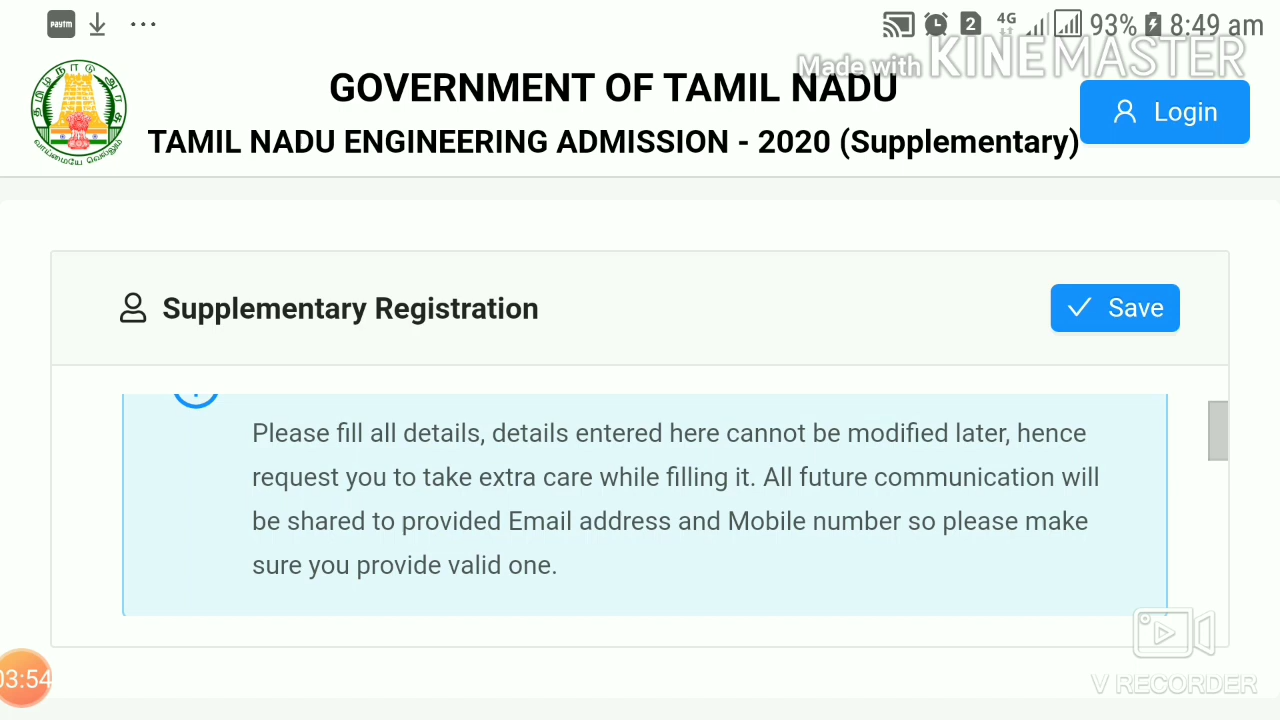 paytm
2
4G
93%
8:49 am
Made with KINEMASTER
GOVERNMENT OF TAMIL NADU
TAMIL NADU ENGINEERING ADMISSION - 2020 (Supplementary)
Login
Supplementary Registration
Save
Please fill all details, details entered here cannot be modified later, hence
request you to take extra care while filling it. All future communication will
be shared to provided Email address and Mobile number so please make
sure you provide valid one.
03:54
V RECORDER